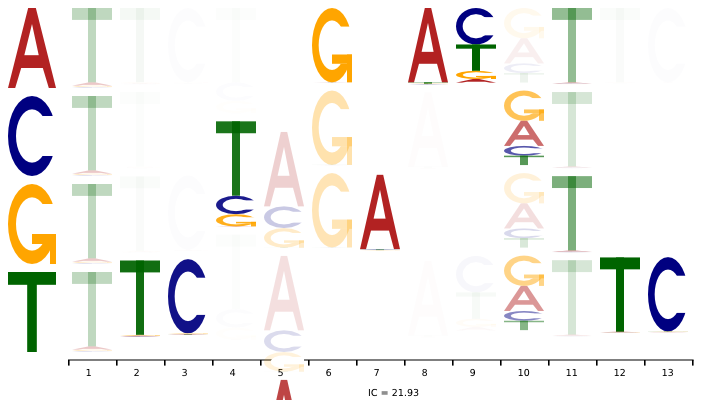 A T T C G A C G T T C
T A
G C
A T
C T T G G T
T A A A
C C C
G G T
G T C G G A G T
A
C
T T T C A A C G T T C
T A
C C C
G T
1 2 3 4 5 6 7 8 9 10 11 12 13
A
IC = 21.93